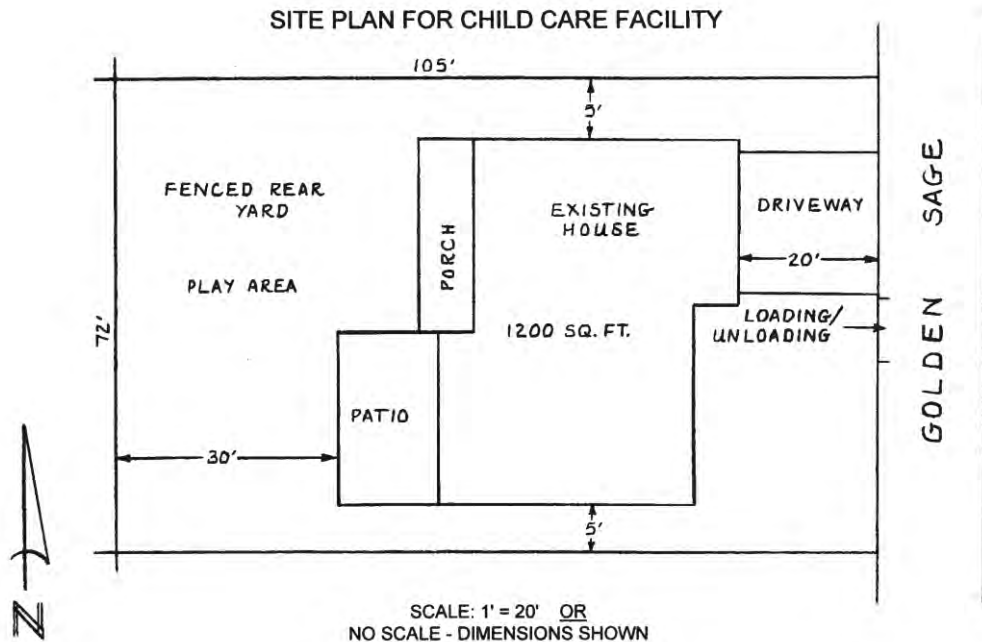 SITE PLAN FOR CHILD CARE FACILITY
105'
5'
FENCED REAR
YARD
PLAY AREA
PORCH
EXISTING
HOUSE
DRIVEWAY
20'
GOLDEN SAGE
72'
1200 SQ. FT.
LOADING/
UNLOADING
PATIO
30'
5'
N
SCALE: 1' = 20' OR
NO SCALE - DIMENSIONS SHOWN